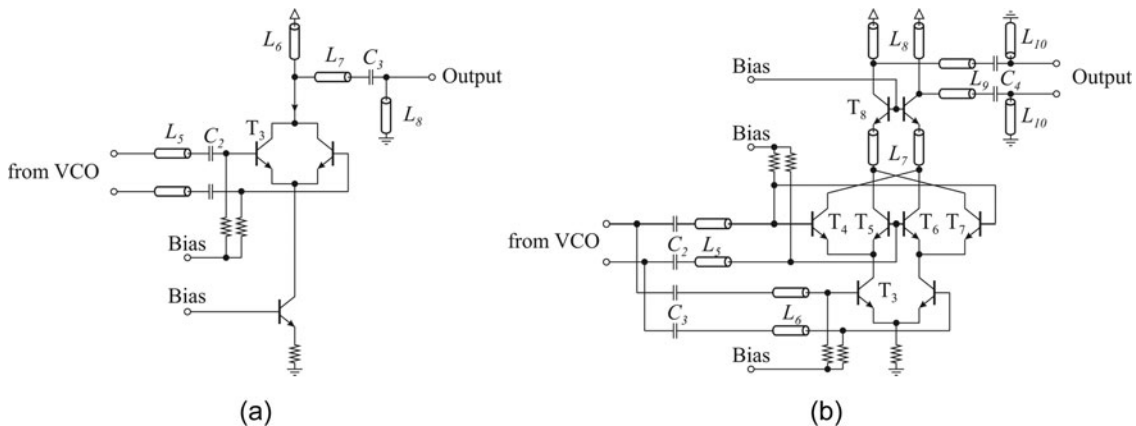 L6
L7
C3
Output
L8
L5
C2
T3
from VCO
Bias
Bias
(a)
L8
L10
Bias
L9
C4
Output
T8
L10
Bias
L7
T4
T5
T6
T7
from VCO
C2
L5
T3
C3
L6
Bias
(b)